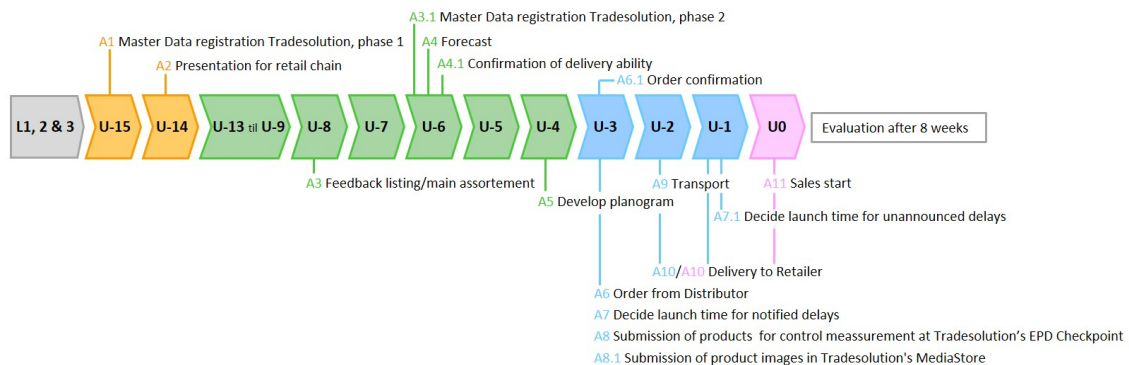 A3.1 Master Data registration Tradesolution, phase 2
A1 Master Data registration Tradesolution, phase 1
A4 Forecast
A2 Presentation for retail chain
A4.1 Confirmation of delivery ability
A6.1 Order confirmation
L1, 2 & 3
U-15
U-14
U-13 til U-9
U-8
U-7
U-6
U-5
U-4
U-3
U-2
U-1
U0
Evaluation after 8 weeks
A3 Feedback listing/main assortement
A9 Transport
A11 Sales start
A5 Develop planogram
A7.1 Decide launch time for unannounced delays
A10/A10 Delivery to Retailer
A6 Order from Distributor
A7 Decide launch time for notified delays
A8 Submission of products for control meassurement at Tradesolution's EPD Checkpoint
A8.1 Submission of product images in Tradesolution's MediaStore